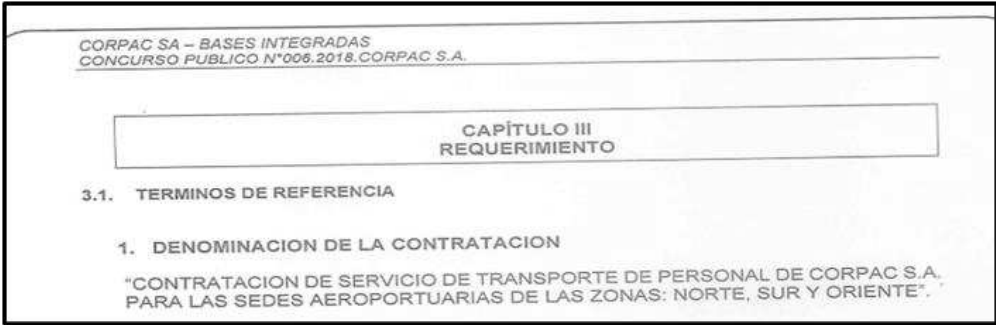 CORPAC SA – BASES INTEGRADAS
CONCURSO PUBLICO N°006.2018.CORPAC S.A.
CAPÍTULO III
REQUERIMIENTO
3.1. TERMINOS DE REFERENCIA
1. DENOMINACION DE LA CONTRATACION
"CONTRATACION DE SERVICIO DE TRANSPORTE DE PERSONAL DE CORPAC S.A.
PARA LAS SEDES AEROPORTUARIAS DE LAS ZONAS: NORTE, SUR Y ORIENTE".